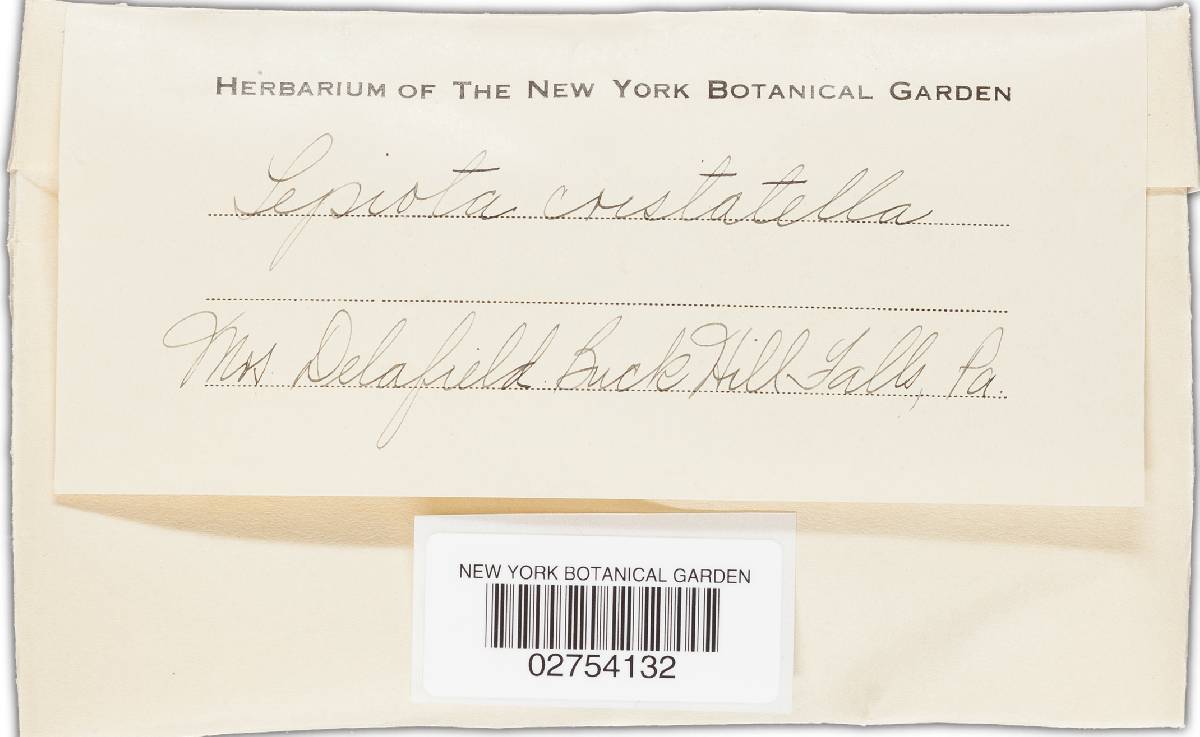 HERBARIUM OF THE NEW YORK BOTANICAL GARDEN
Lepiota cristatella
Mrs Delafield Buck Hill Falls, Pa.
NEW YORK BOTANICAL GARDEN
02754132